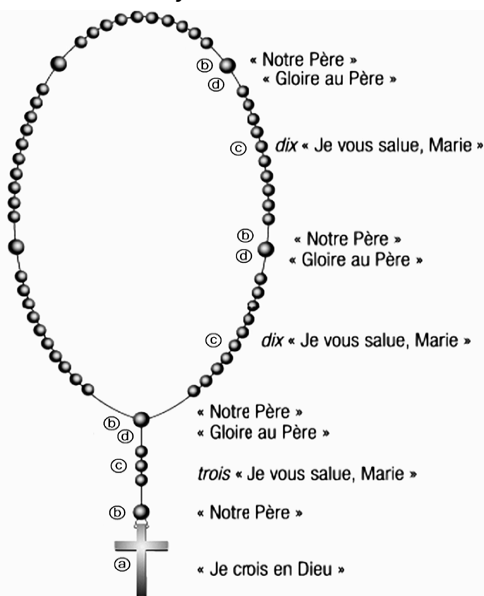 ⓑ « Notre Père »
ⓓ « Gloire au Père »
ⓒ dix « Je vous salue, Marie »
ⓑ « Notre Père »
ⓓ « Gloire au Père »
ⓒ dix « Je vous salue, Marie »
ⓑ « Notre Père »
ⓓ « Gloire au Père »
ⓒ trois « Je vous salue, Marie »
ⓑ « Notre Père »
ⓐ « Je crois en Dieu »